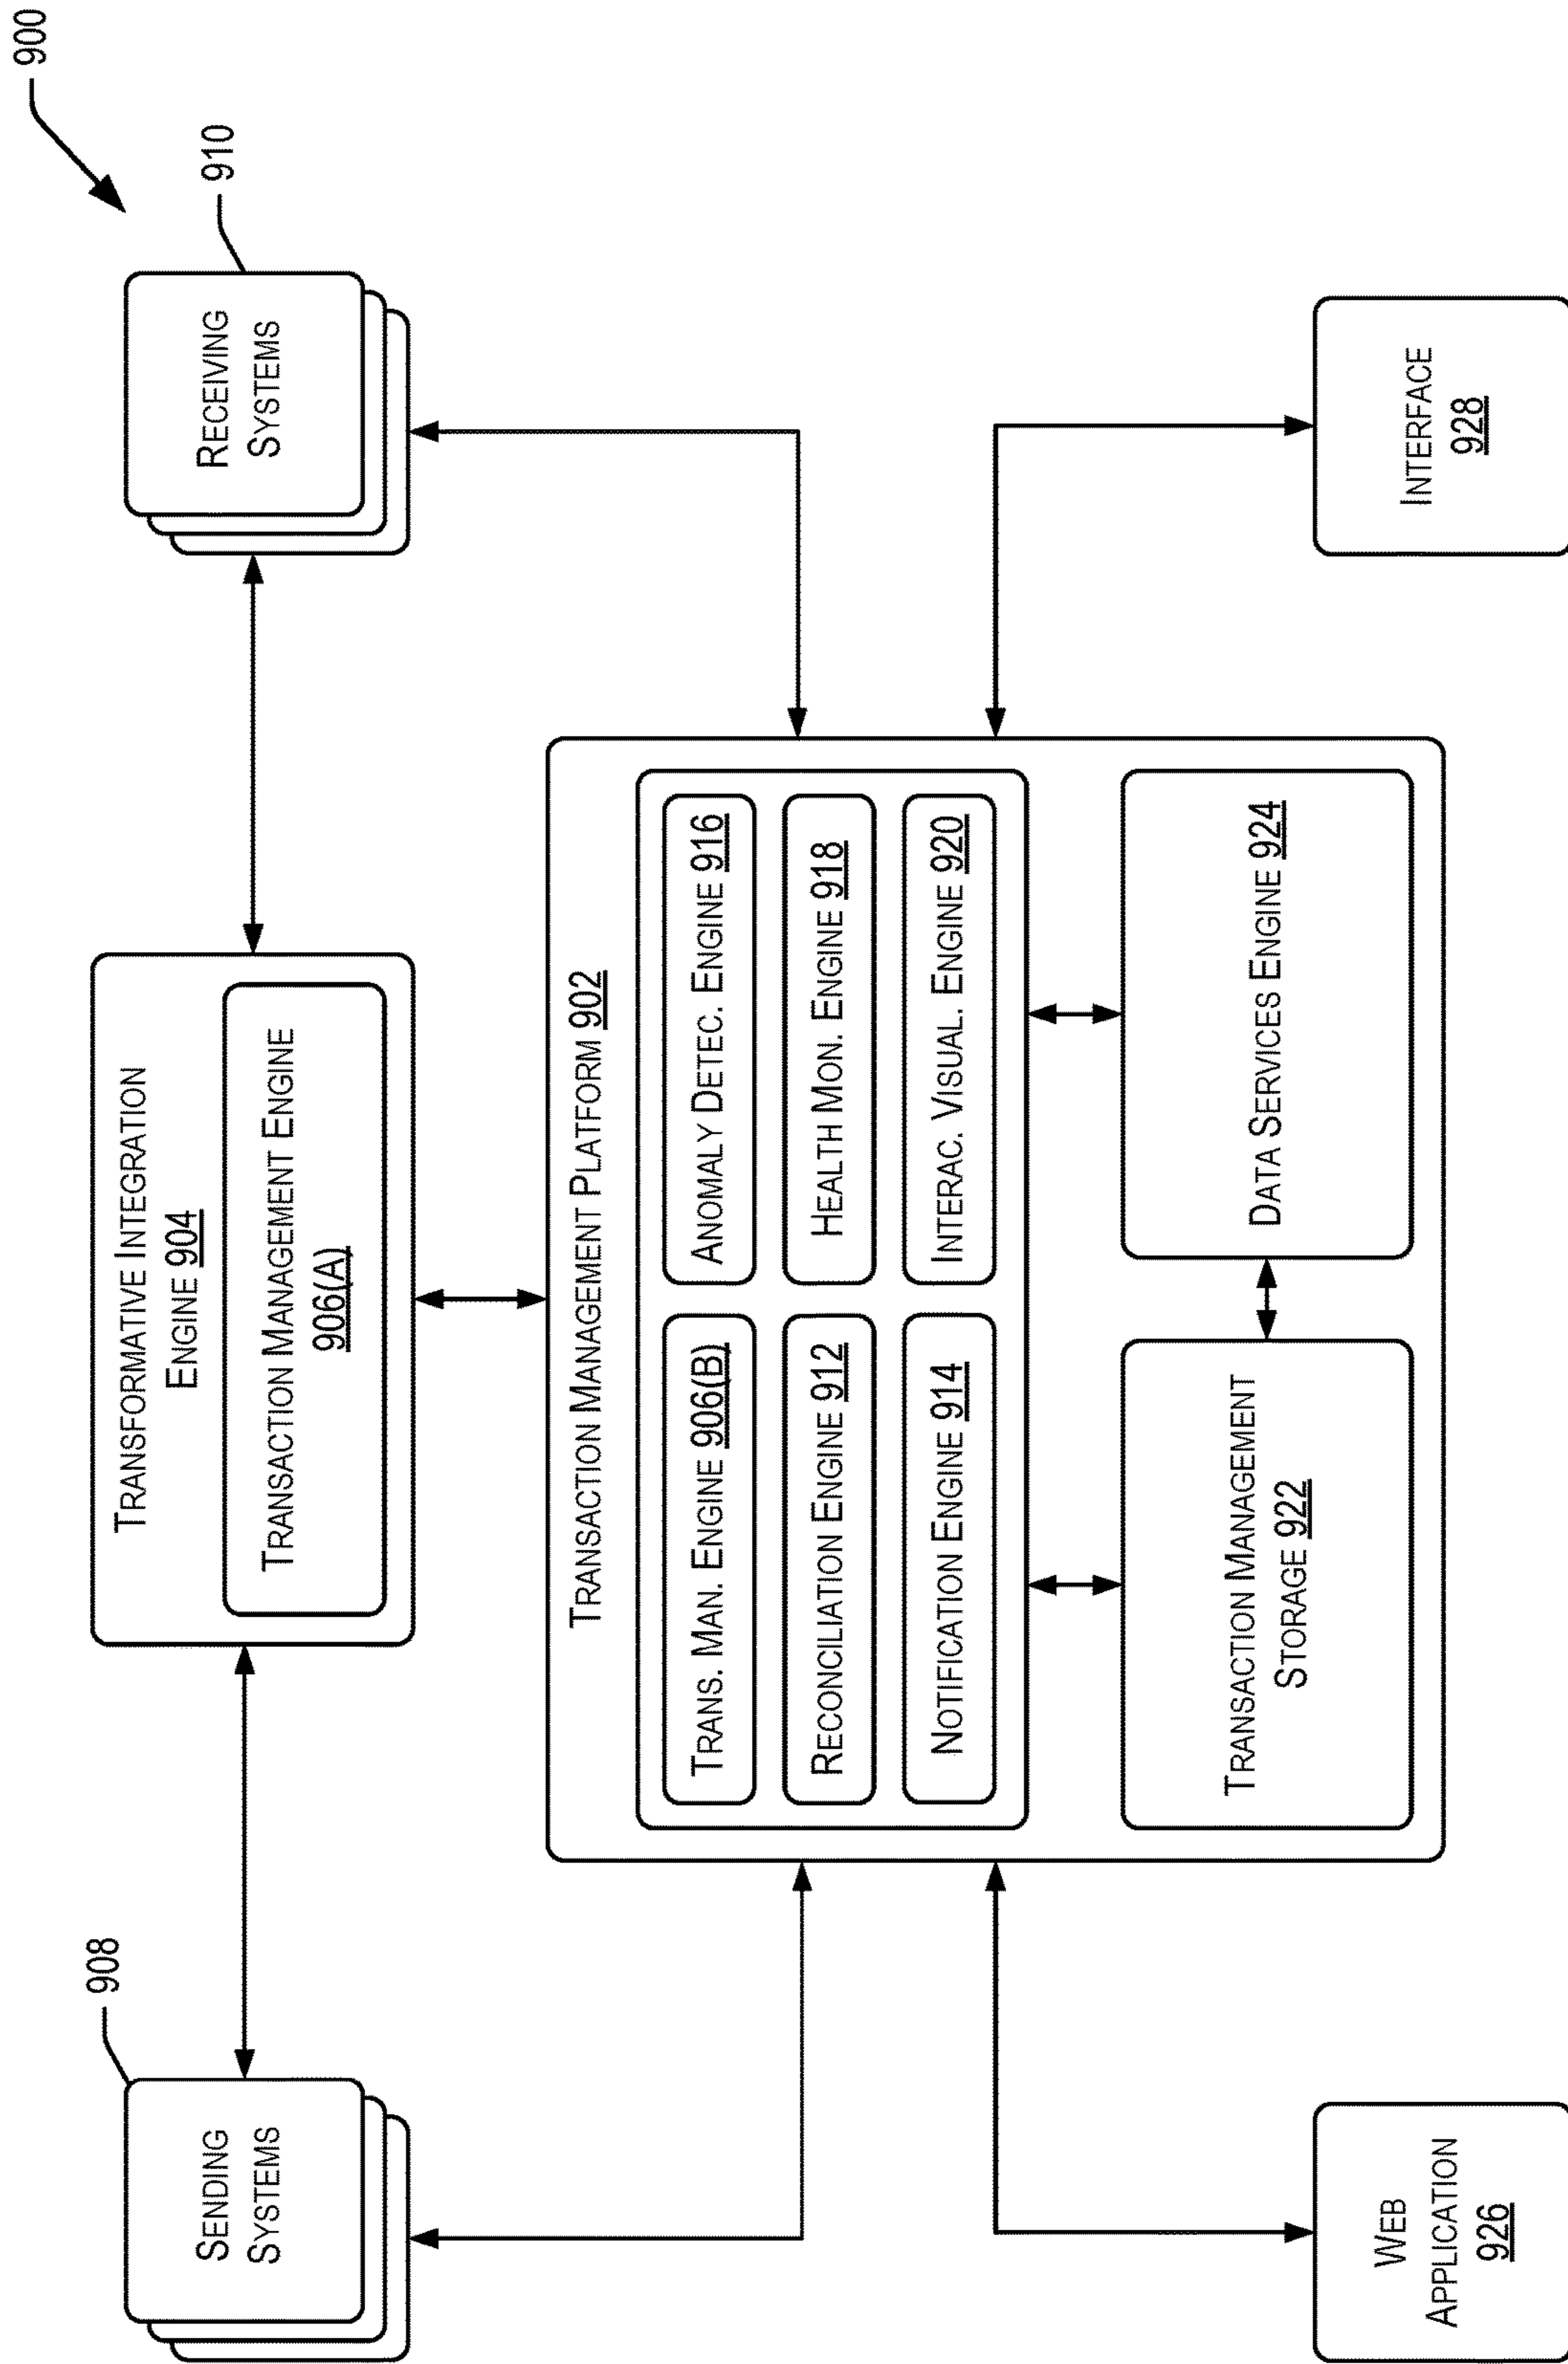 900
908
SENDING
SYSTEMS
TRANSFORMATIVE INTEGRATION
ENGINE 904
TRANSACTION MANAGEMENT ENGINE
906(A)
910
RECEIVING
SYSTEMS
TRANSACTION MANAGEMENT PLATFORM 902
TRANS. MAN. ENGINE 906(B)
ANOMALY DETEC. ENGINE 916
RECONCILIATION ENGINE 912
HEALTH MON. ENGINE 918
NOTIFICATION ENGINE 914
INTERAC. VISUAL. ENGINE 920
TRANSACTION MANAGEMENT
STORAGE 922
DATA SERVICES ENGINE 924
WEB
APPLICATION
926
INTERFACE
928